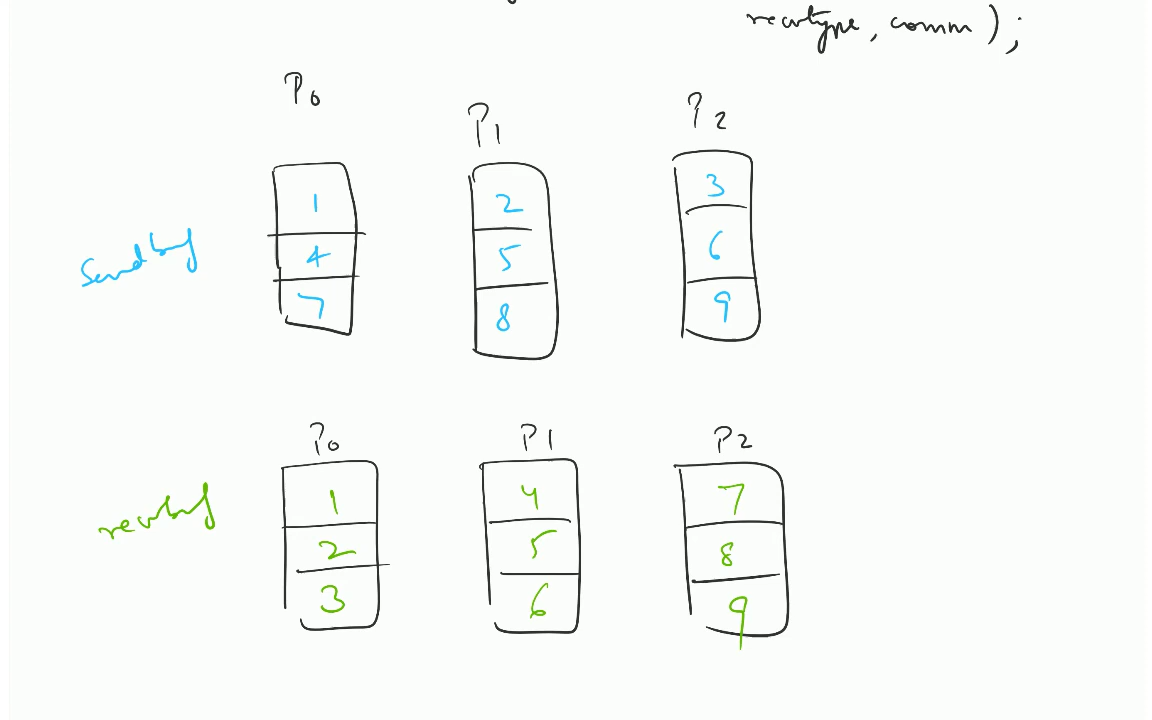 recvtype, comm);
P0 P1 P2
1 2 3
sendbuf 4 5 6
7 8 9
P0 P1 P2
1 4 7
recvbuf 2 5 8
3 6 9